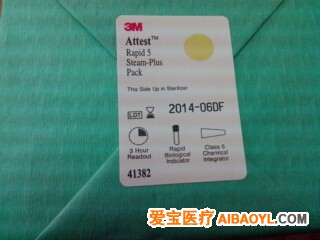 3M
Attest™
Rapid 5
Steam-Plus
Pack
This Side Up in Sterilizer
LOT 2014-06DF
3 Hour
Readout
Rapid
Biological
Indicator
Class 5
Chemical
Integrator
41382
爱宝医疗 AIBAOYL.COM